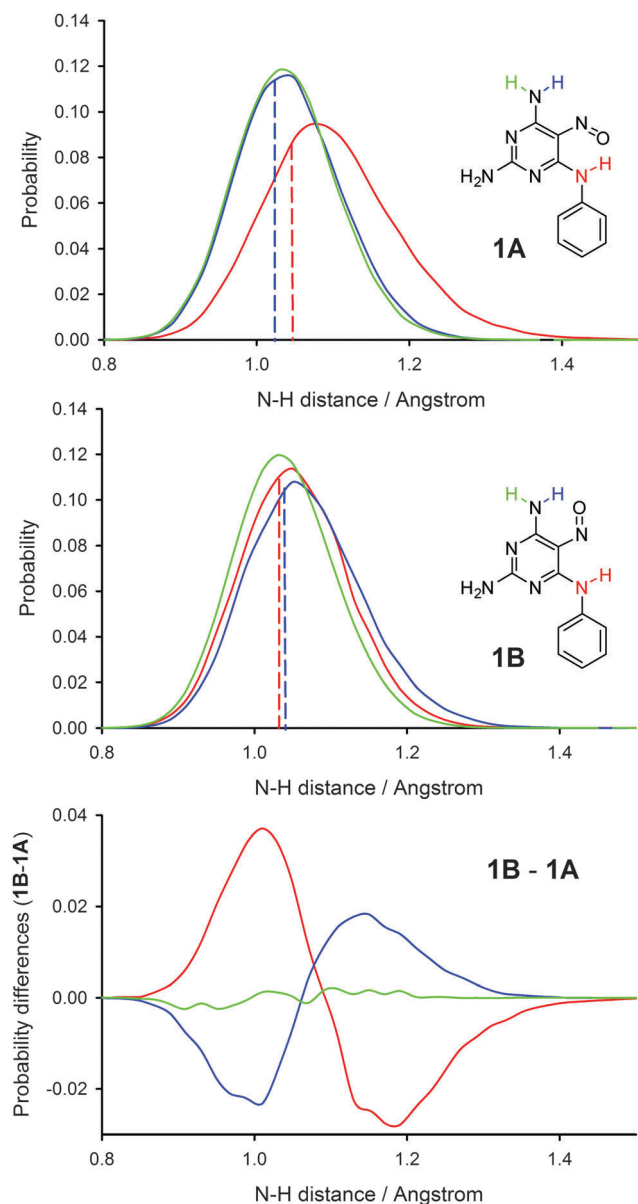 0.14
0.12
0.10
0.08
0.06
0.04
0.02
0.00
Probability
0.8
1.0
1.2
1.4
N-H distance / Angstrom
H
H
N
N
O
N
H
H2N
N
N
1A
0.14
0.12
0.10
0.08
0.06
0.04
0.02
0.00
Probability
0.8
1.0
1.2
1.4
N-H distance / Angstrom
H
H
O
N
N
N
H
H2N
N
N
1B
0.04
0.02
0.00
-0.02
Probability differences (1B-1A)
1B - 1A
0.8
1.0
1.2
1.4
N-H distance / Angstrom